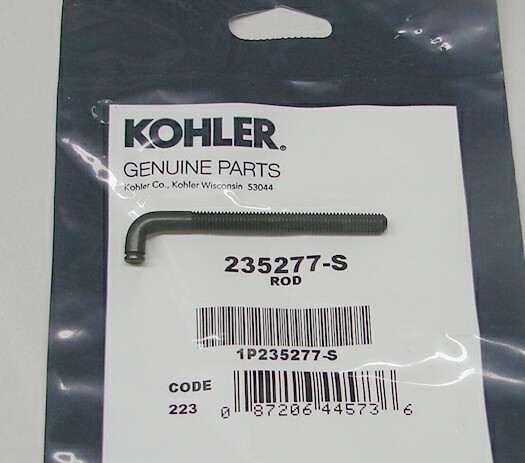 KOHLER®
GENUINE PARTS
Kohler Co., Kohler Wisconsin 53044
235277-S
ROD
1P235277-S
CODE
223
0 87206 44573 6